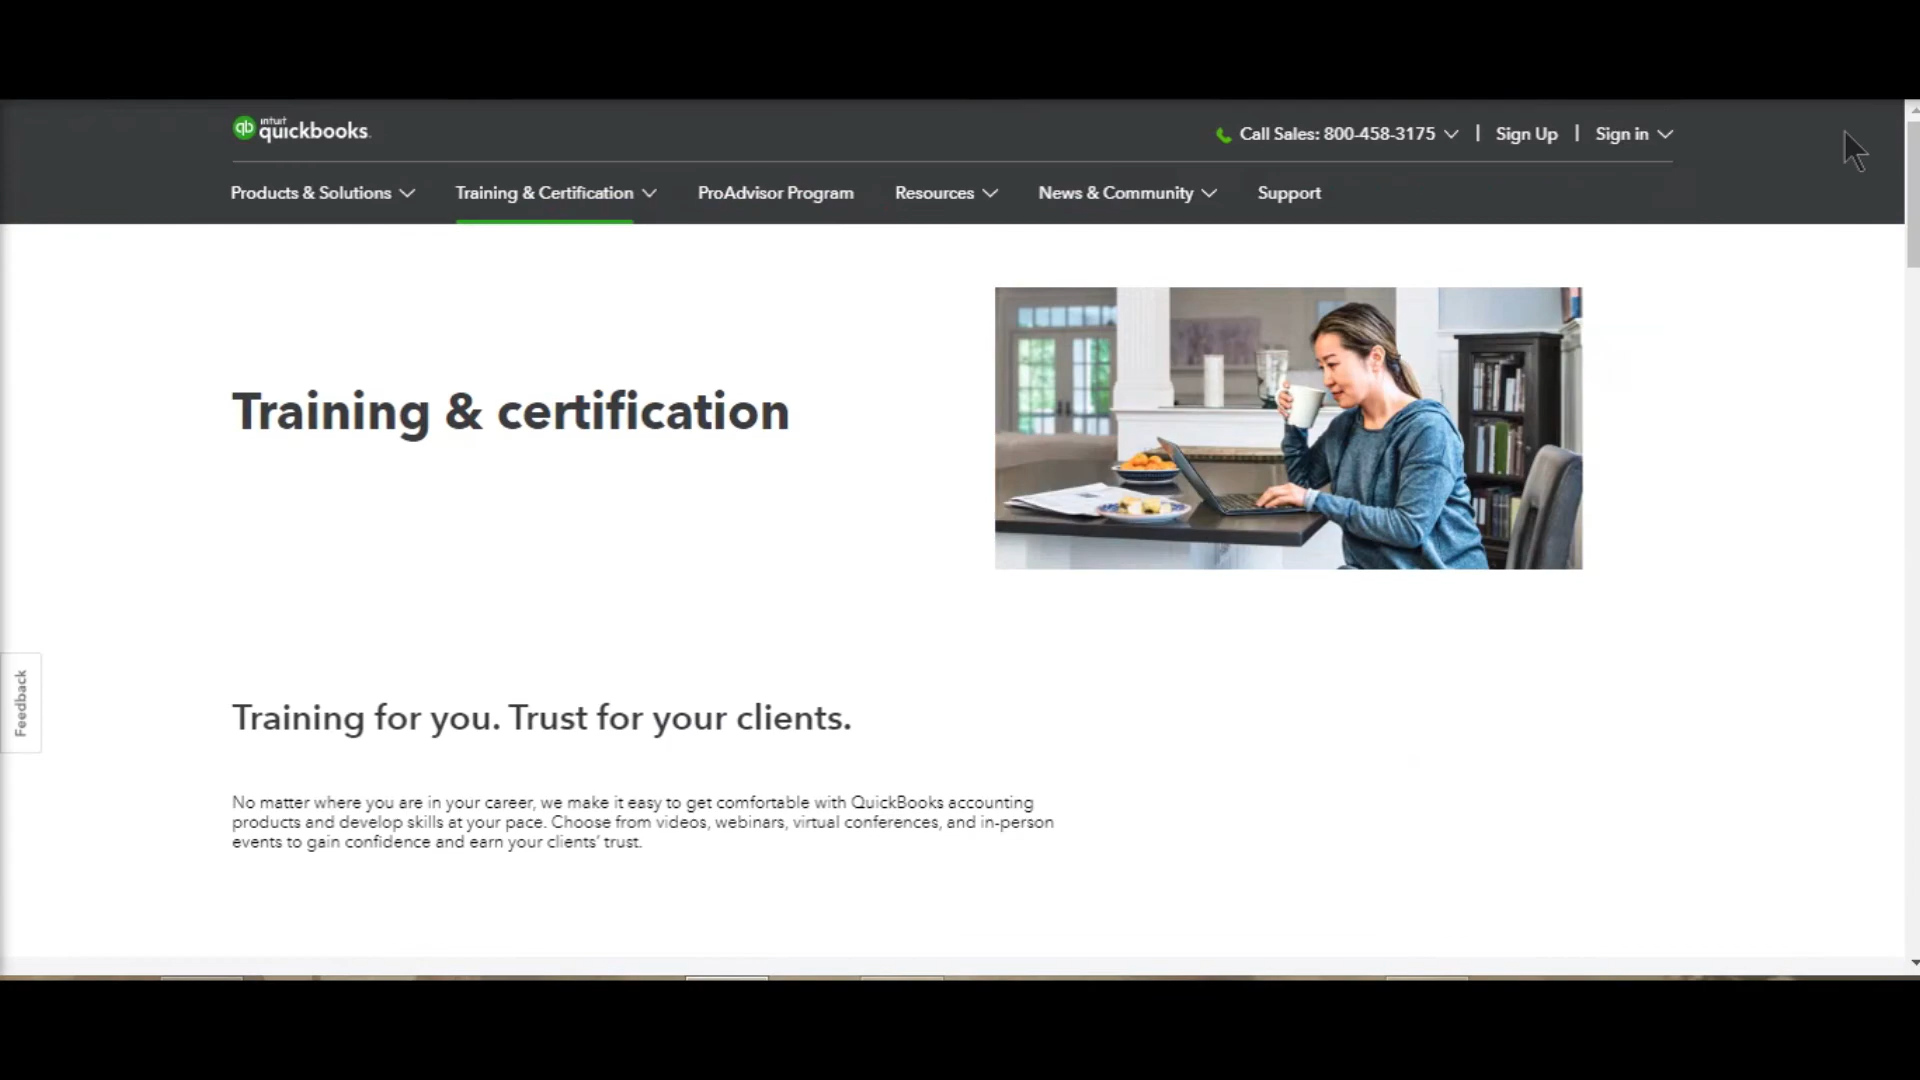 intuit
qb quickbooks.
Call Sales: 800-458-3175 | Sign Up | Sign in
Products & Solutions Training & Certification ProAdvisor Program Resources News & Community Support
Training & certification
Feedback
Training for you. Trust for your clients.
No matter where you are in your career, we make it easy to get comfortable with QuickBooks accounting
products and develop skills at your pace. Choose from videos, webinars, virtual conferences, and in-person
events to gain confidence and earn your clients’ trust.